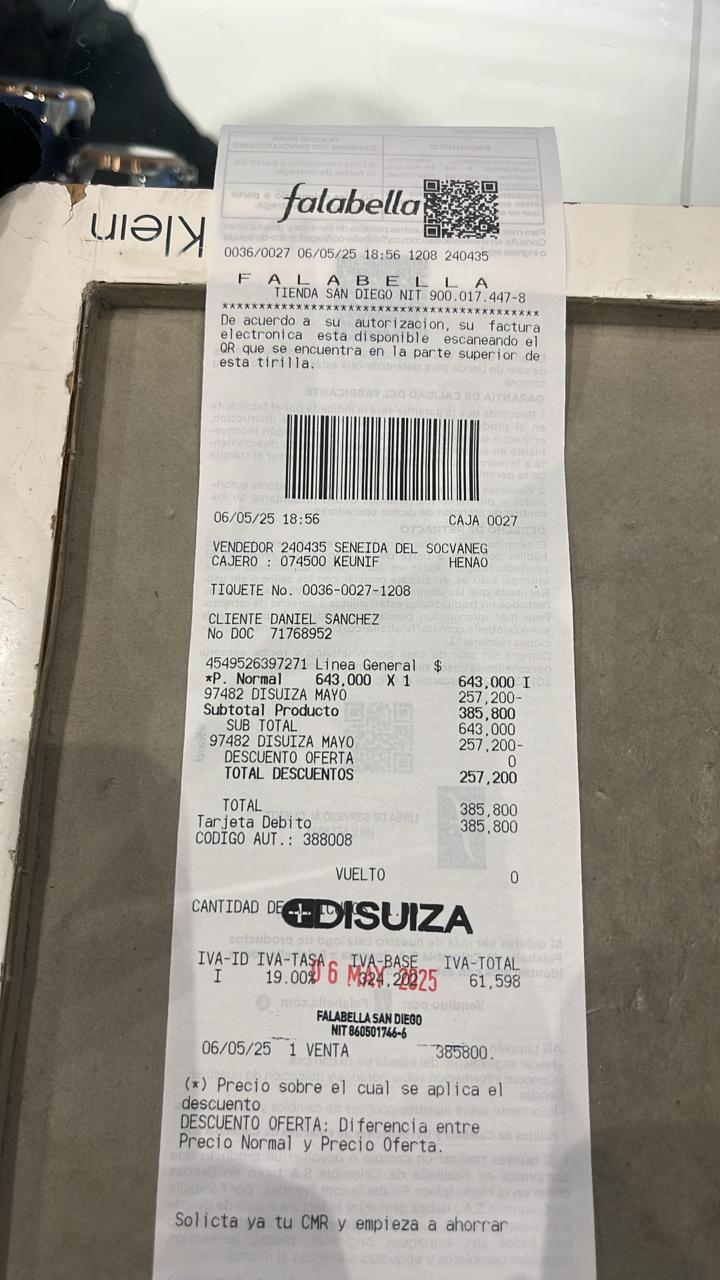 Klein
falabella
0036/0027 06/05/25 18:56 1208 240435
F A L A B E L L A
TIENDA SAN DIEGO NIT 900.017.447-8
****************************************
De acuerdo a su autorizacion, su factura
electronica esta disponible escaneando el
QR que se encuentra en la parte superior de
esta tirilla.
06/05/25 18:56 CAJA 0027
VENDEDOR 240435 SENEIDA DEL SOCVANEG
CAJERO : 074500 KEUNIF HENAO
TIQUETE No. 0036-0027-1208
CLIENTE DANIEL SANCHEZ
No DOC 71768952
4549526397271 Linea General $
*P. Normal 643,000 X 1 643,000 I
97482 DISUIZA MAYO 257,200-
Subtotal Producto 385,800
SUB TOTAL 643,000
97482 DISUIZA MAYO 257,200-
DESCUENTO OFERTA 0
TOTAL DESCUENTOS 257,200
TOTAL 385,800
Tarjeta Debito 385,800
CODIGO AUT.: 388008
VUELTO 0
CANTIDAD DE
DISUIZA
IVA-ID IVA-TASA IVA-BASE IVA-TOTAL
I 19.00% 324,202 61,598
06 MAY 2025
FALABELLA SAN DIEGO
NIT 860501746-6
06/05/25 1 VENTA 385800.
(*) Precio sobre el cual se aplica el
descuento
DESCUENTO OFERTA: Diferencia entre
Precio Normal y Precio Oferta.
Solicta ya tu CMR y empieza a ahorrar